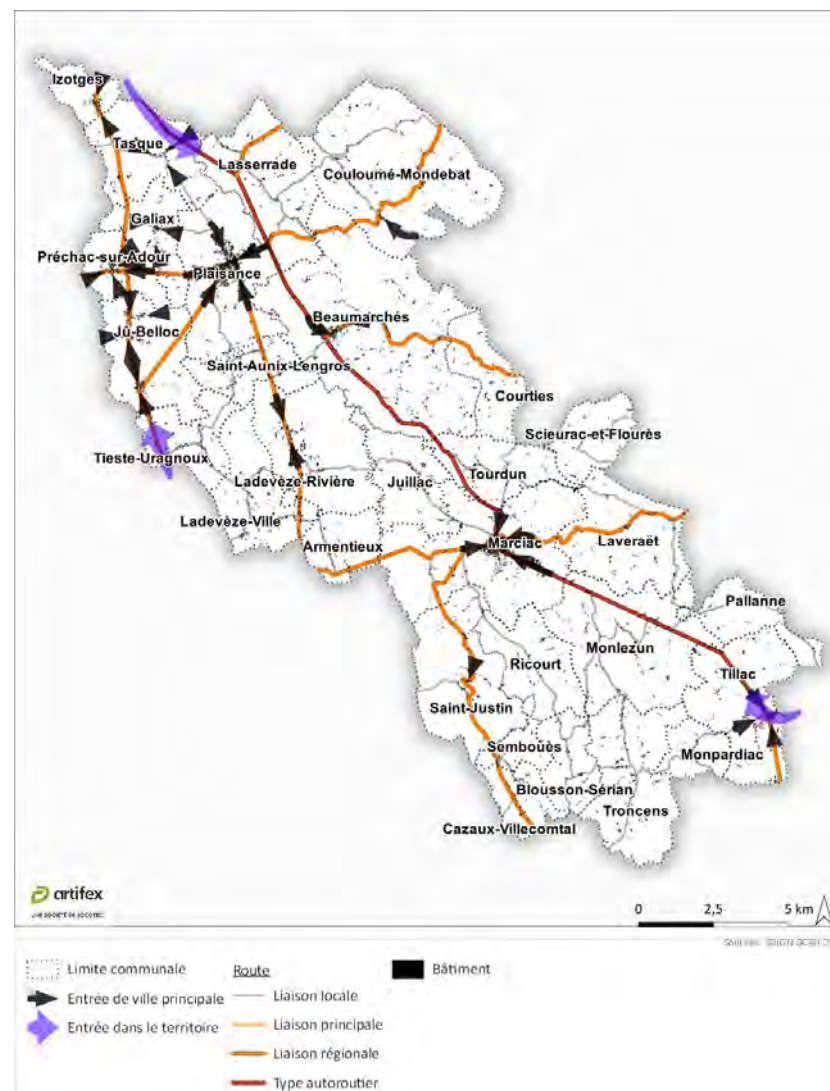 Izotges
Tasque
Lasserrade
Couloumé-Mondebat
Galiax
Préchac-sur-Adour
Plaisance
Beaumarchés
Jû-Belloc
Saint-Aunix-Lengros
Courties
Scieurac-et-Flourès
Tieste-Uragnoux
Tourdun
Ladevèze-Rivière
Juillac
Ladevèze-Ville
Armentieux
Marciac
Laveraët
Pallanne
Monlezun
Ricourt
Tillac
Saint-Justin
Sembouès
Monpardiac
Blousson-Sérian
Troncens
Cazaux-Villecomtal
artifex
0 2,5 5 km
Limite communale
Entrée de ville principale
Entrée dans le territoire
Route
Liaison locale
Liaison principale
Liaison régionale
Type autoroutier
Bâtiment